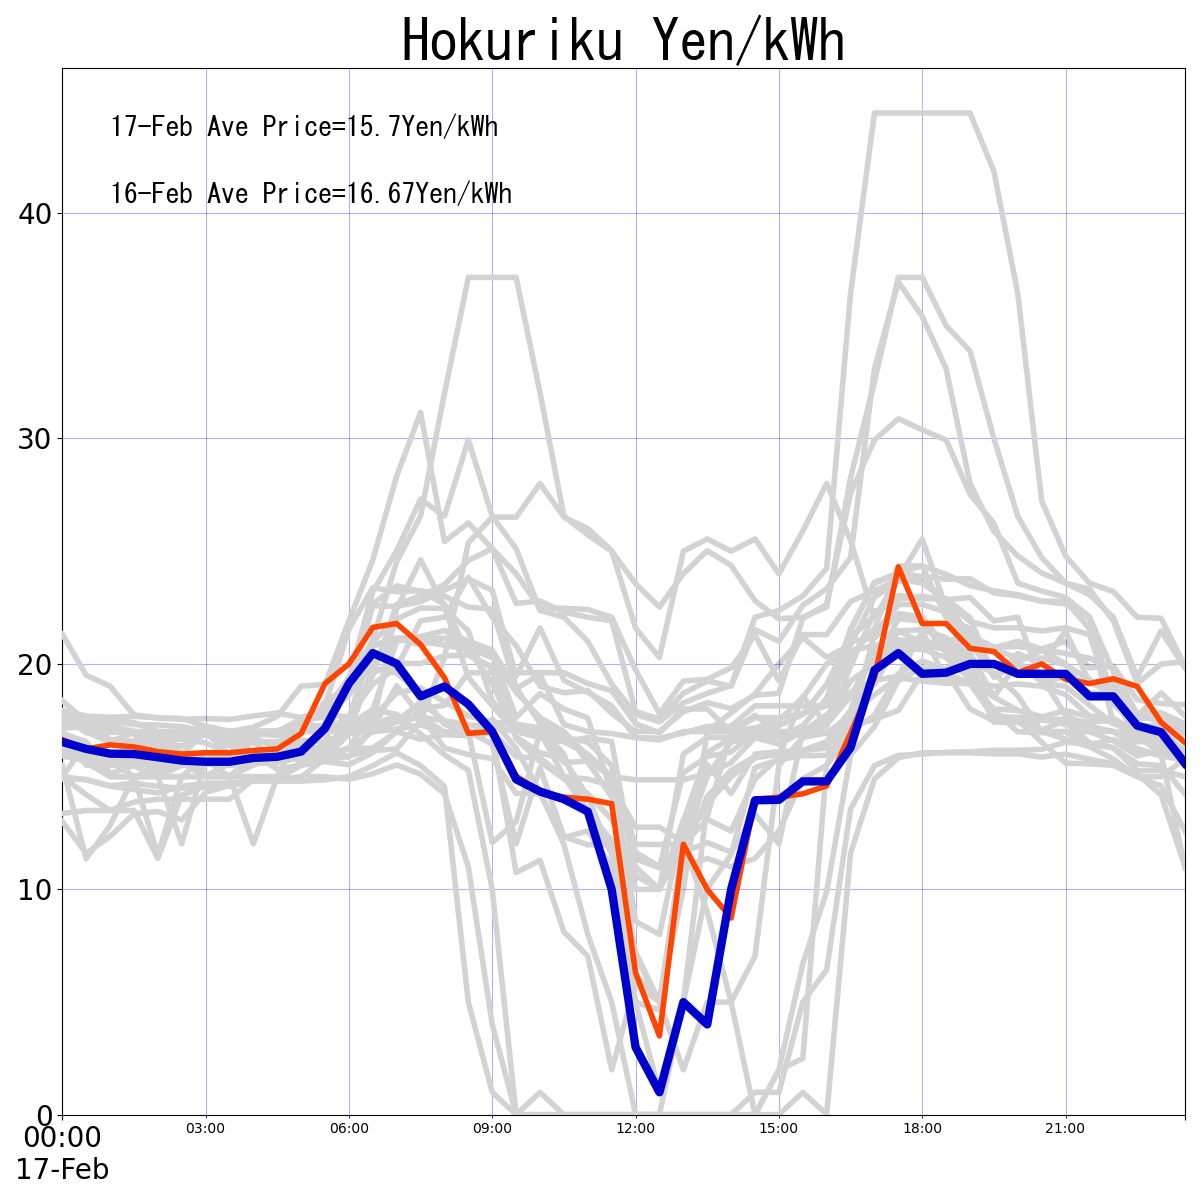 Hokuriku Yen/kWh
17-Feb Ave Price=15.7Yen/kWh
16-Feb Ave Price=16.67Yen/kWh
40
30
20
10
0
00:00 03:00 06:00 09:00 12:00 15:00 18:00 21:00
17-Feb